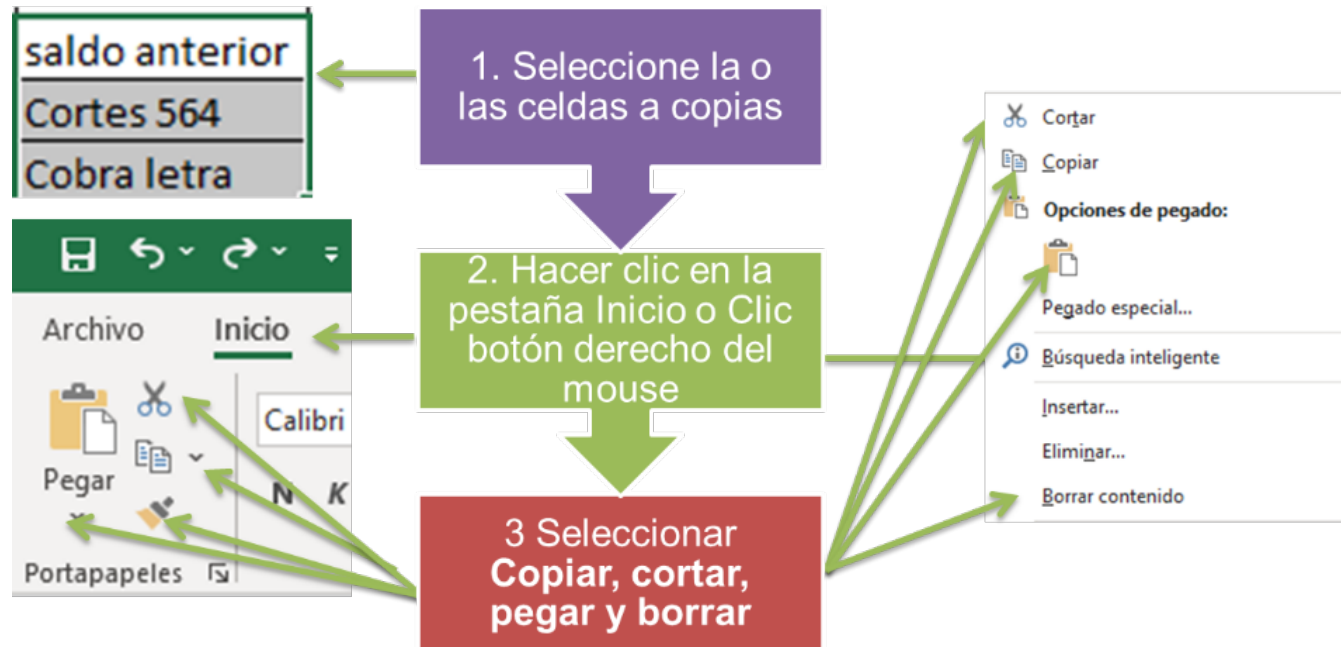 saldo anterior
Cortes 564
Cobra letra
1. Seleccione la o
las celdas a copias
Archivo Inicio
Pegar
Calibri
N K
Portapapeles
2. Hacer clic en la
pestaña Inicio o Clic
botón derecho del
mouse
3 Seleccionar
Copiar, cortar,
pegar y borrar
Cortar
Copiar
Opciones de pegado:
Pegado especial...
Búsqueda inteligente
Insertar...
Eliminar...
Borrar contenido